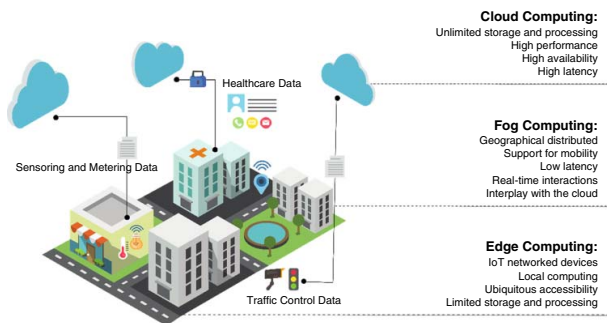 Cloud Computing:
Unlimited storage and processing
High performance
High availability
High latency
Healthcare Data
Fog Computing:
Geographical distributed
Support for mobility
Low latency
Real-time interactions
Interplay with the cloud
Sensoring and Metering Data
Edge Computing:
IoT networked devices
Local computing
Ubiquitous accessibility
Limited storage and processing
Traffic Control Data